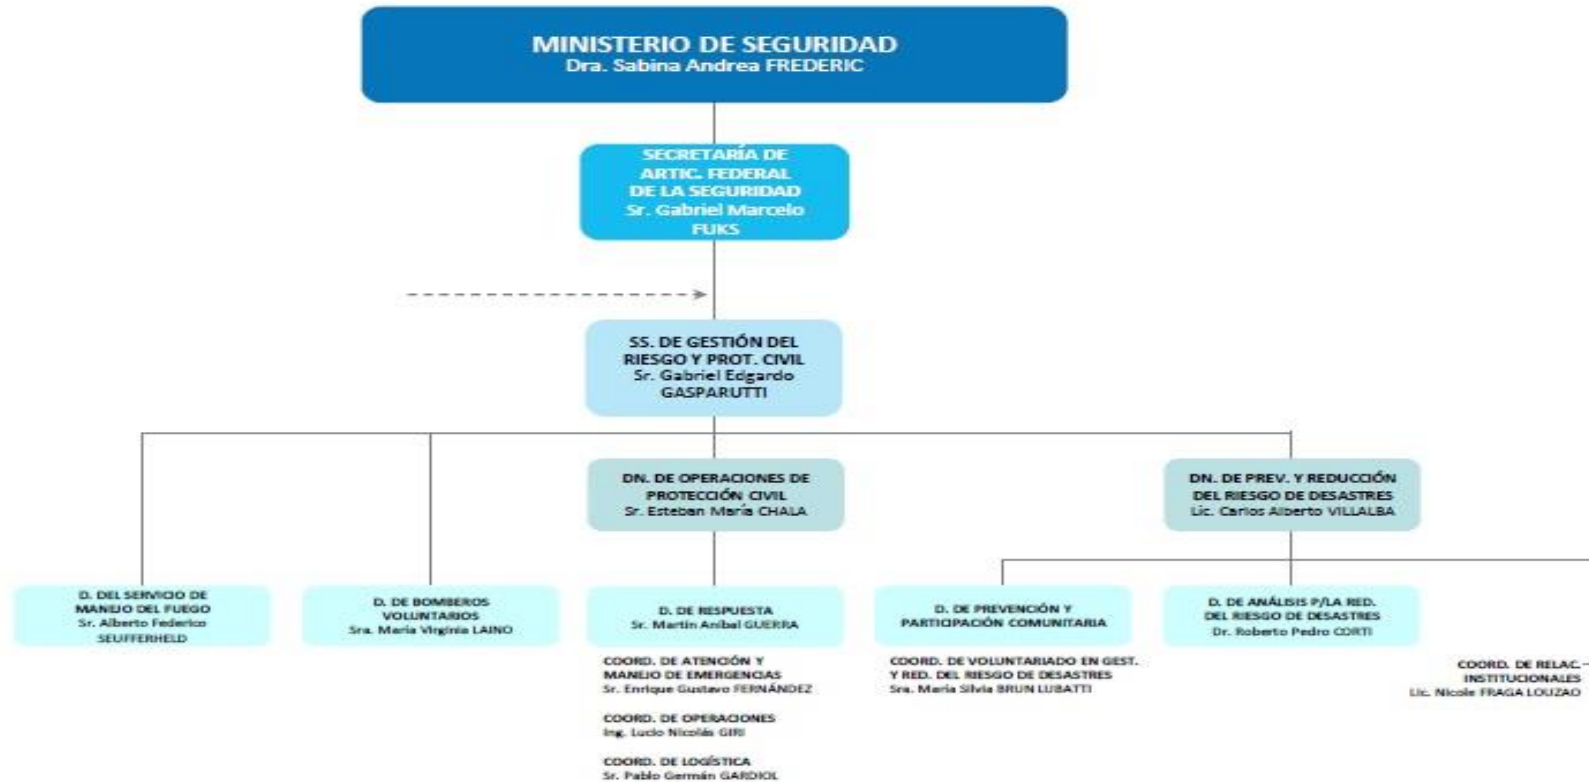 MINISTERIO DE SEGURIDAD
Dra. Sabina Andrea FREDERIC
SECRETARÍA DE
ARTIC. FEDERAL
DE LA SEGURIDAD
Sr. Gabriel Marcelo
FUKS
SS. DE GESTIÓN DEL
RIESGO Y PROT. CIVIL
Sr. Gabriel Edgardo
GASPARUTTI
DN. DE OPERACIONES DE
PROTECCIÓN CIVIL
Sr. Esteban María CHALA
DN. DE PREV. Y REDUCCIÓN
DEL RIESGO DE DESASTRES
Lic. Carlos Alberto VILLALBA
D. DEL SERVICIO DE
MANEJO DEL FUEGO
Sr. Alberto Federico
SEUFFERHELD
D. DE BOMBEROS
VOLUNTARIOS
Sra. María Virginia LAINO
D. DE RESPUESTA
Sr. Martín Aníbal GUERRA
COORD. DE ATENCIÓN Y
MANEJO DE EMERGENCIAS
Sr. Enrique Gustavo FERNÁNDEZ
COORD. DE OPERACIONES
Ing. Lucio Nicolás GIRI
COORD. DE LOGÍSTICA
Sr. Pablo Germán GARDIOL
D. DE PREVENCIÓN Y
PARTICIPACIÓN COMUNITARIA
COORD. DE VOLUNTARIADO EN GEST.
Y RED. DEL RIESGO DE DESASTRES
Sra. María Silvia BRUN LUBATTI
D. DE ANÁLISIS P/LA RED.
DEL RIESGO DE DESASTRES
Dr. Roberto Pedro CORTI
COORD. DE RELAC.
INSTITUCIONALES
Lic. Nicole FRAGA LOUZAO